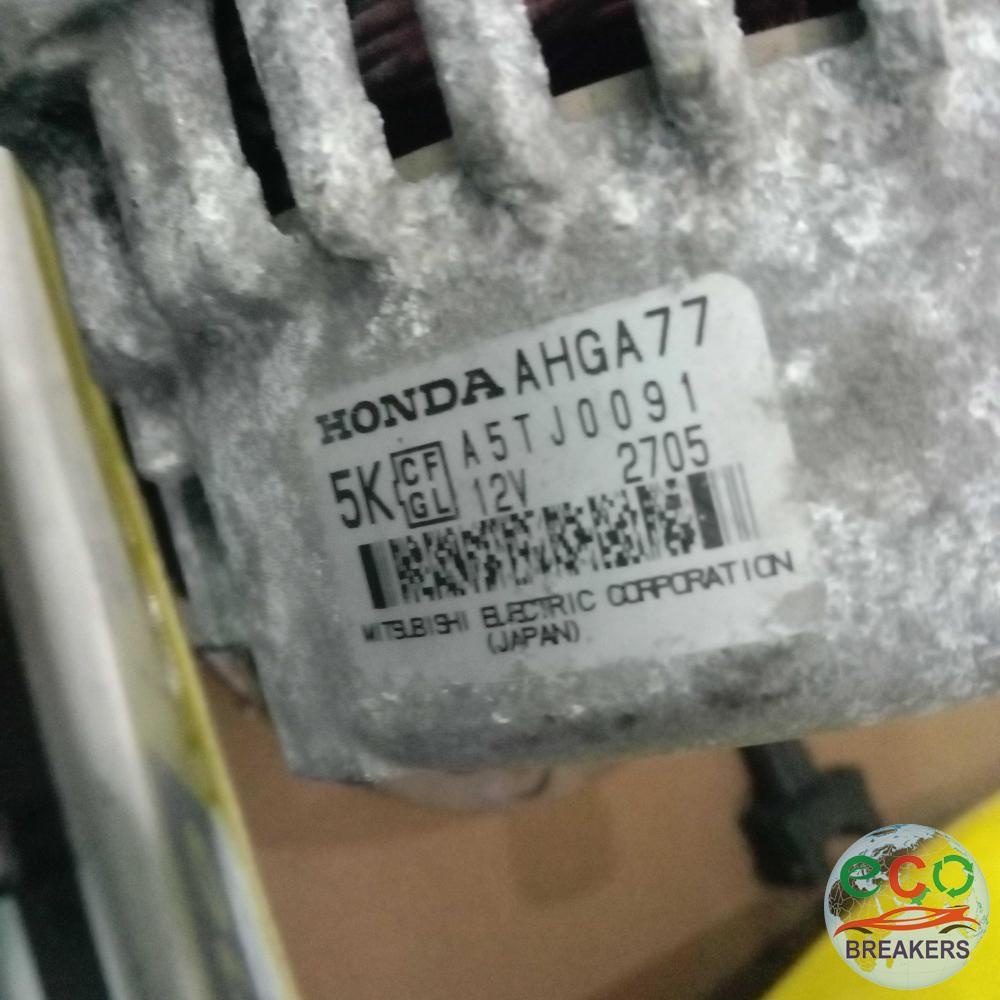 HONDA AHGA77
A5TJ0091
5K CF GL 12V 2705
MITSUBISHI ELECTRIC CORPORATION
(JAPAN)
eco
BREAKERS